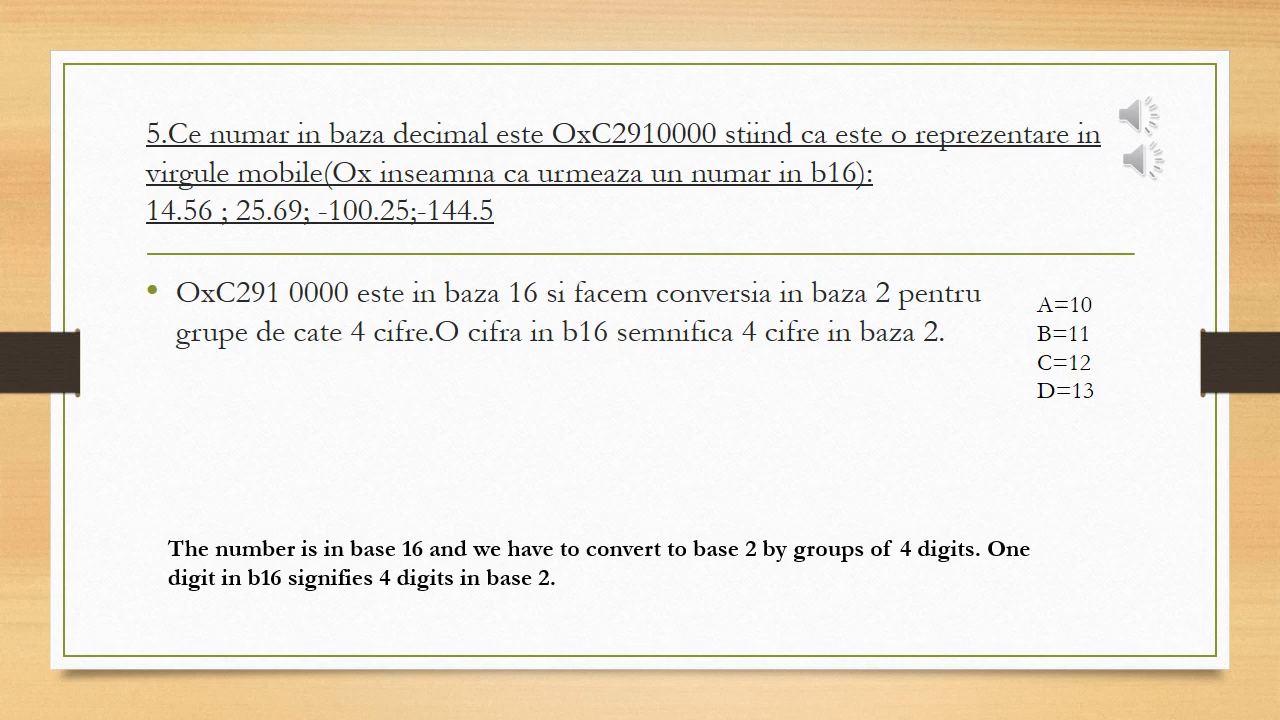 5.Ce numar in baza decimal este OxC2910000 stiind ca este o reprezentare in
virgule mobile(Ox inseamna ca urmeaza un numar in b16):
14.56 ; 25.69; -100.25;-144.5
• OxC291 0000 este in baza 16 si facem conversia in baza 2 pentru
grupe de cate 4 cifre.O cifra in b16 semnifica 4 cifre in baza 2.
A=10
B=11
C=12
D=13
The number is in base 16 and we have to convert to base 2 by groups of 4 digits. One
digit in b16 signifies 4 digits in base 2.